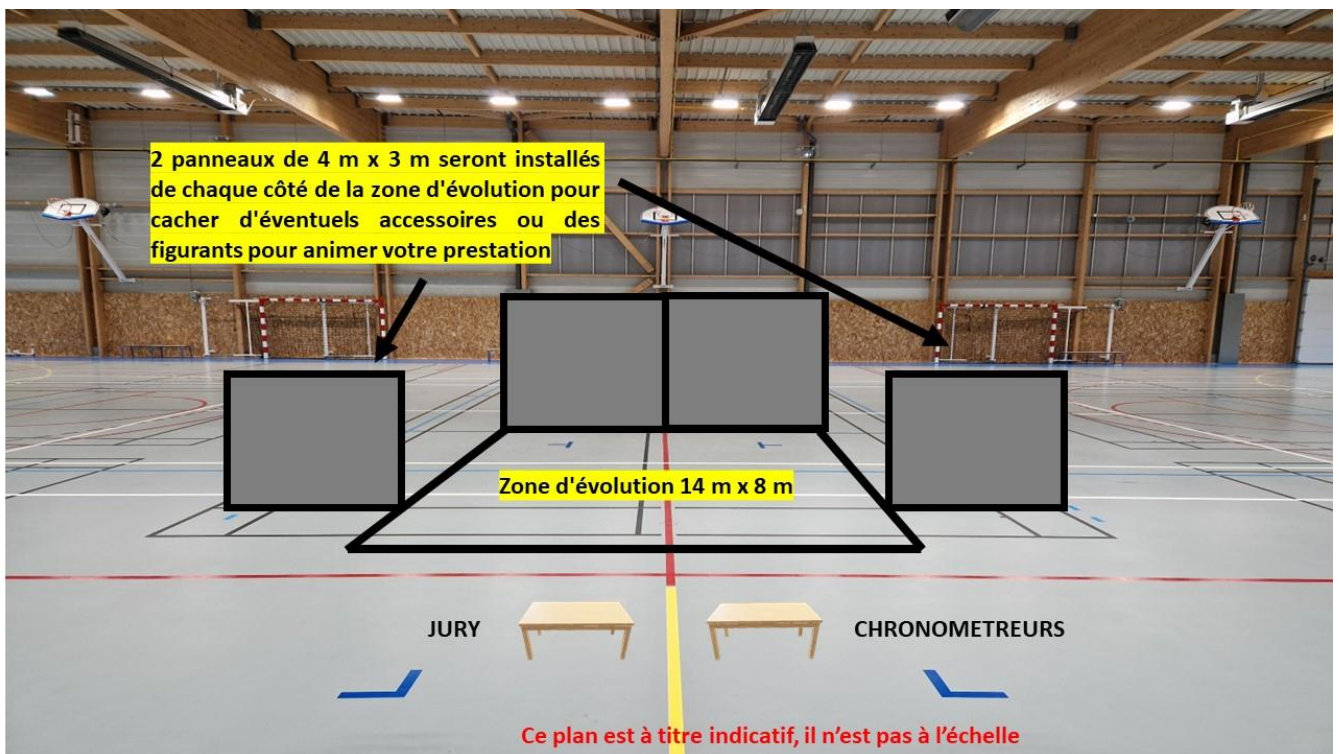 2 panneaux de 4 m x 3 m seront installés
de chaque côté de la zone d'évolution pour
cacher d'éventuels accessoires ou des
figurants pour animer votre prestation
Zone d'évolution 14 m x 8 m
JURY
CHRONOMETREURS
Ce plan est à titre indicatif, il n'est pas à l'échelle